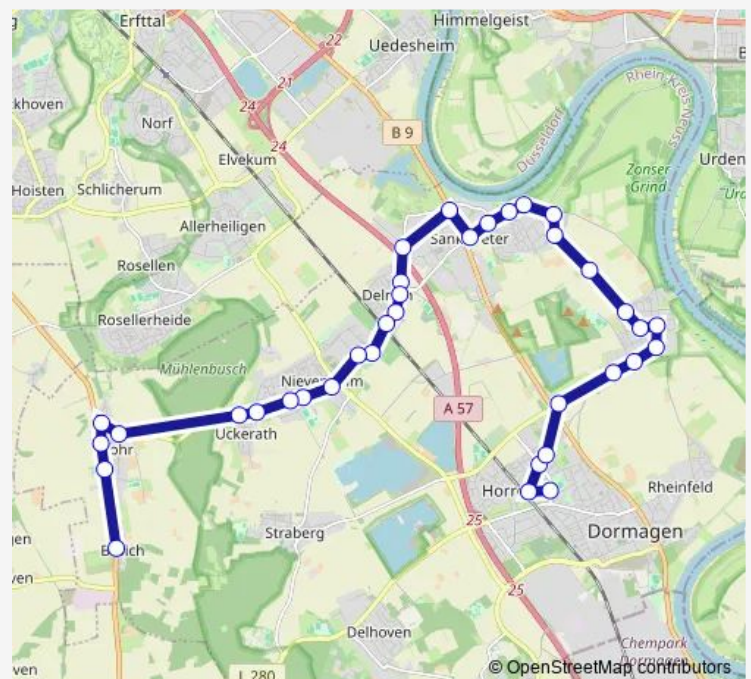 Erfttal
Himmelgeist
22
Uedesheim
21
24
khoven
Norf
24
B 9
Rhein-Kreis Neuss
Düsseldorf
Elvekum
Urden
Zonser
Grind
Hoisten
Schlicherum
Allerheiligen
Rosellen
Rosellerheide
Mühlenbusch
A 57
Uckerath
Straberg
25
Rheinfeld
Dormagen
25
Delhoven
Chempark
Dormagen
L 280
© OpenStreetMap contributors